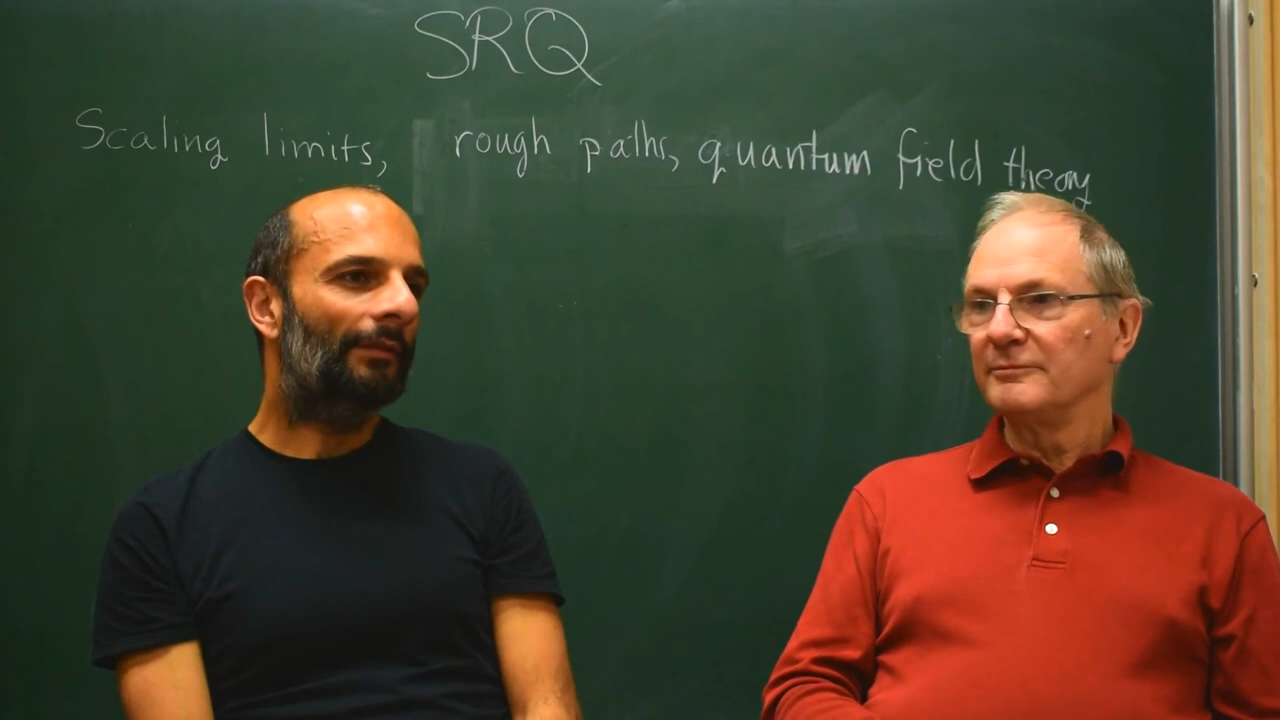 SRQ
Scaling limits, rough paths, quantum field theory